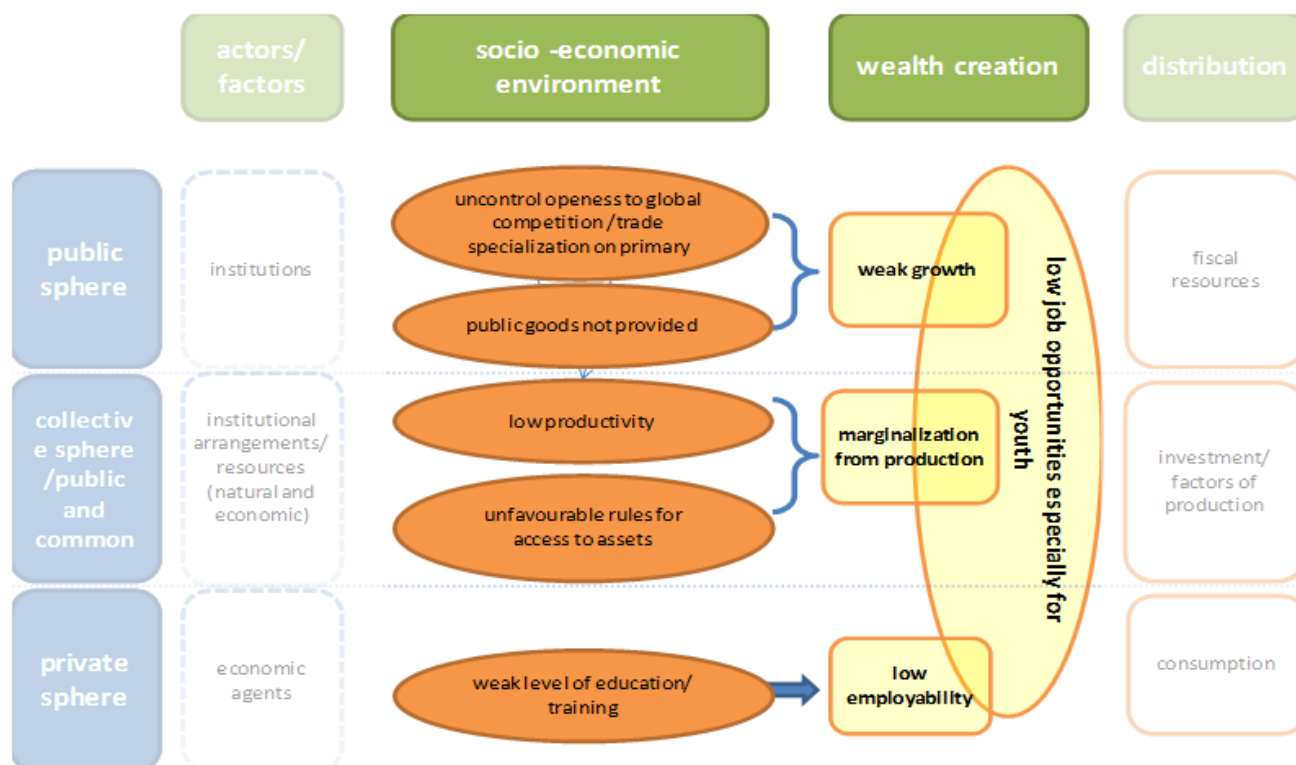 actors/
factors
socio -economic
environment
wealth creation
distribution
public
sphere
institutions
uncontrol openess to global
competition /trade
specialization on primary
public goods not provided
weak growth
fiscal
resources
collectiv
e sphere
/public
and
common
institutional
arrangements/
resources
(natural and
economic)
low productivity
unfavourable rules for
access to assets
marginalization
from production
low job opportunities especially for
youth
investment/
factors of
production
private
sphere
economic
agents
weak level of education/
training
low
employability
consumption